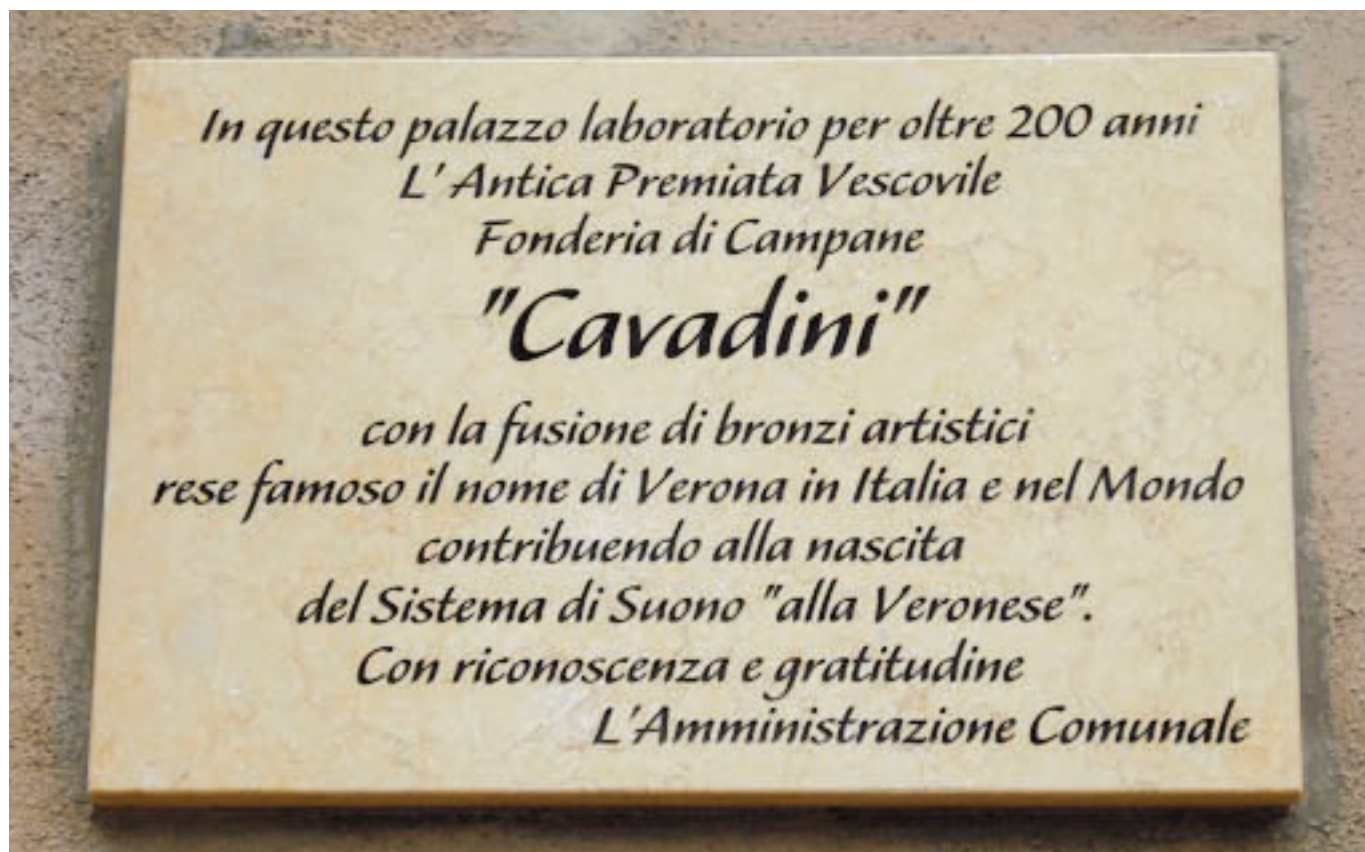 In questo palazzo laboratorio per oltre 200 anni
L' Antica Premiata Vescovile
Fonderia di Campane
"Cavadini"
con la fusione di bronzi artistici
rese famoso il nome di Verona in Italia e nel Mondo
contribuendo alla nascita
del Sistema di Suono "alla Veronese".
Con riconoscenza e gratitudine
L'Amministrazione Comunale